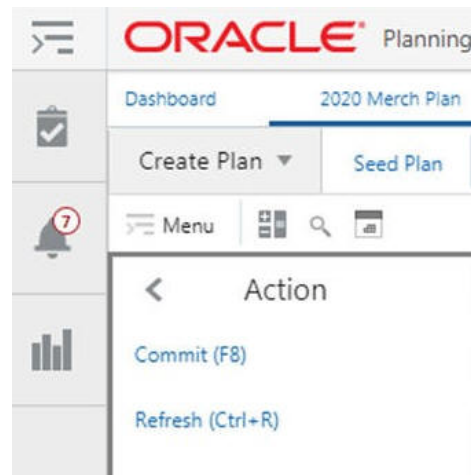 ORACLE® Planning
Dashboard 2020 Merch Plan
Create Plan Seed Plan
7
Menu
Action
Commit (F8)
Refresh (Ctrl+R)